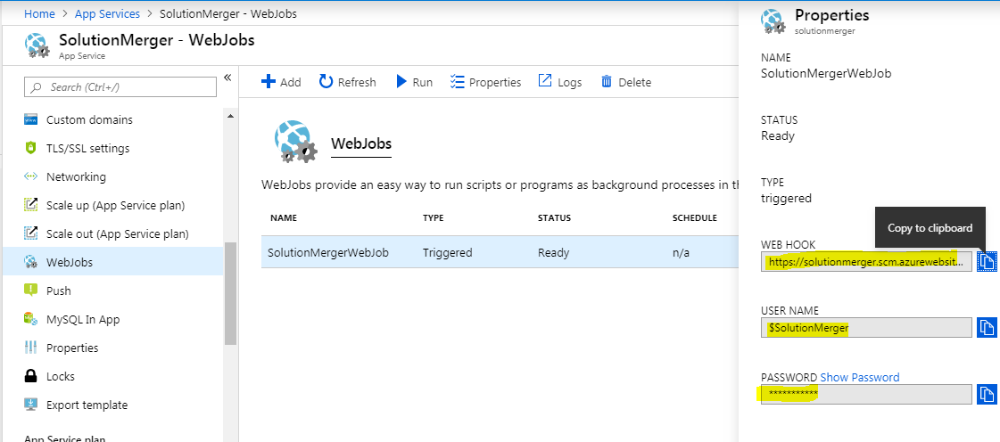 Home > App Services > SolutionMerger - WebJobs
SolutionMerger - WebJobs
App Service
Search (Ctrl+/)
«
Custom domains
TLS/SSL settings
Networking
Scale up (App Service plan)
Scale out (App Service plan)
WebJobs
Push
MySQL In App
Properties
Locks
Export template
App Service plan
Add
Refresh
Run
Properties
Logs
Delete
WebJobs
WebJobs provide an easy way to run scripts or programs as background processes in th
NAME TYPE STATUS SCHEDULE
SolutionMergerWebJob Triggered Ready n/a
Properties
solutionmerger
NAME
SolutionMergerWebJob
STATUS
Ready
TYPE
triggered
Copy to clipboard
WEB HOOK
https://solutionmerger.scm.azurewebsit...
USER NAME
$SolutionMerger
PASSWORD Show Password
***********